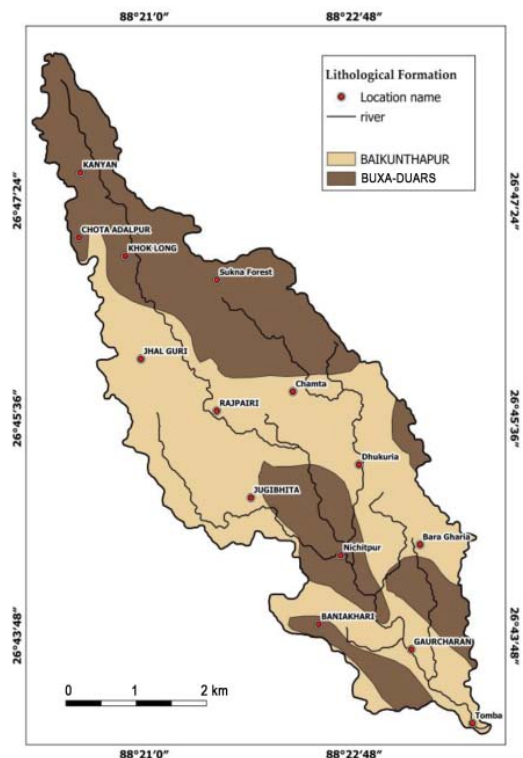 88°21'0" 88°22'48"
Lithological Formation
Location name
river
BAIKUNTHAPUR
BUXA-DUARS
26°47'24" 26°47'24"
KANYAN
CHOTA ADALPUR
KHOK LONG
Sukna Forest
JHAL GURI
Chamta
RAJPAIRI
26°45'36" 26°45'36"
Dhukuria
JUGIBHITA
Bara Gharia
Nichitpur
BANIAKHARI
26°43'48" 26°43'48"
GAURCHARAN
0 1 2 km
Tomba
88°21'0" 88°22'48"